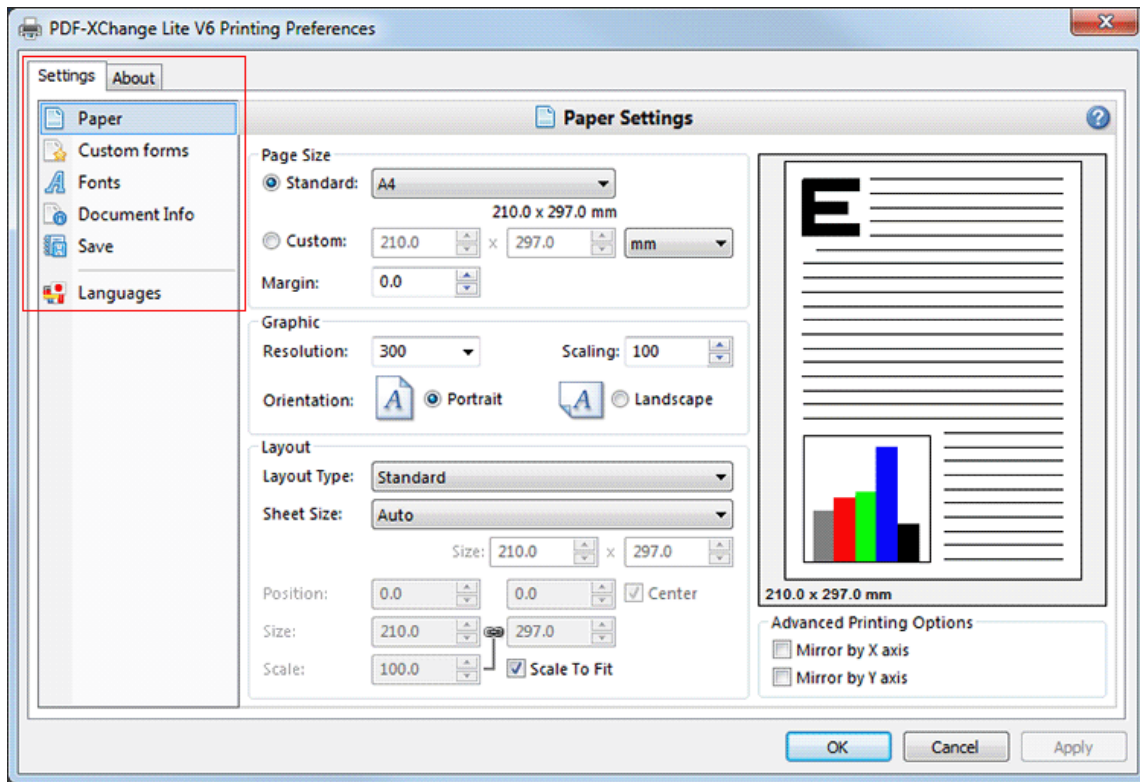 PDF-XChange Lite V6 Printing Preferences
Settings About
Paper
Custom forms
Fonts
Document Info
Save
Languages
Paper Settings
Page Size
Standard: A4
210.0 x 297.0 mm
Custom: 210.0 x 297.0 mm
Margin: 0.0
Graphic
Resolution: 300 Scaling: 100
Orientation: A Portrait A Landscape
Layout
Layout Type: Standard
Sheet Size: Auto
Size: 210.0 x 297.0
Position: 0.0 0.0 Center
Size: 210.0 297.0
Scale: 100.0 Scale To Fit
E
210.0 x 297.0 mm
Advanced Printing Options
Mirror by X axis
Mirror by Y axis
OK Cancel Apply